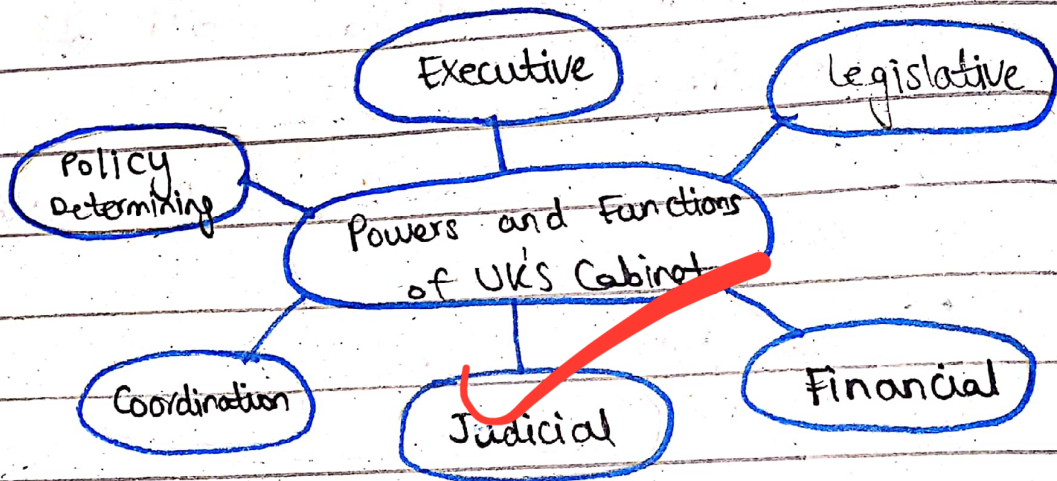 Executive
Legislative
Policy
Determining
Powers and Functions
of UK'S Cabinet
Coordination
Judicial
Financial